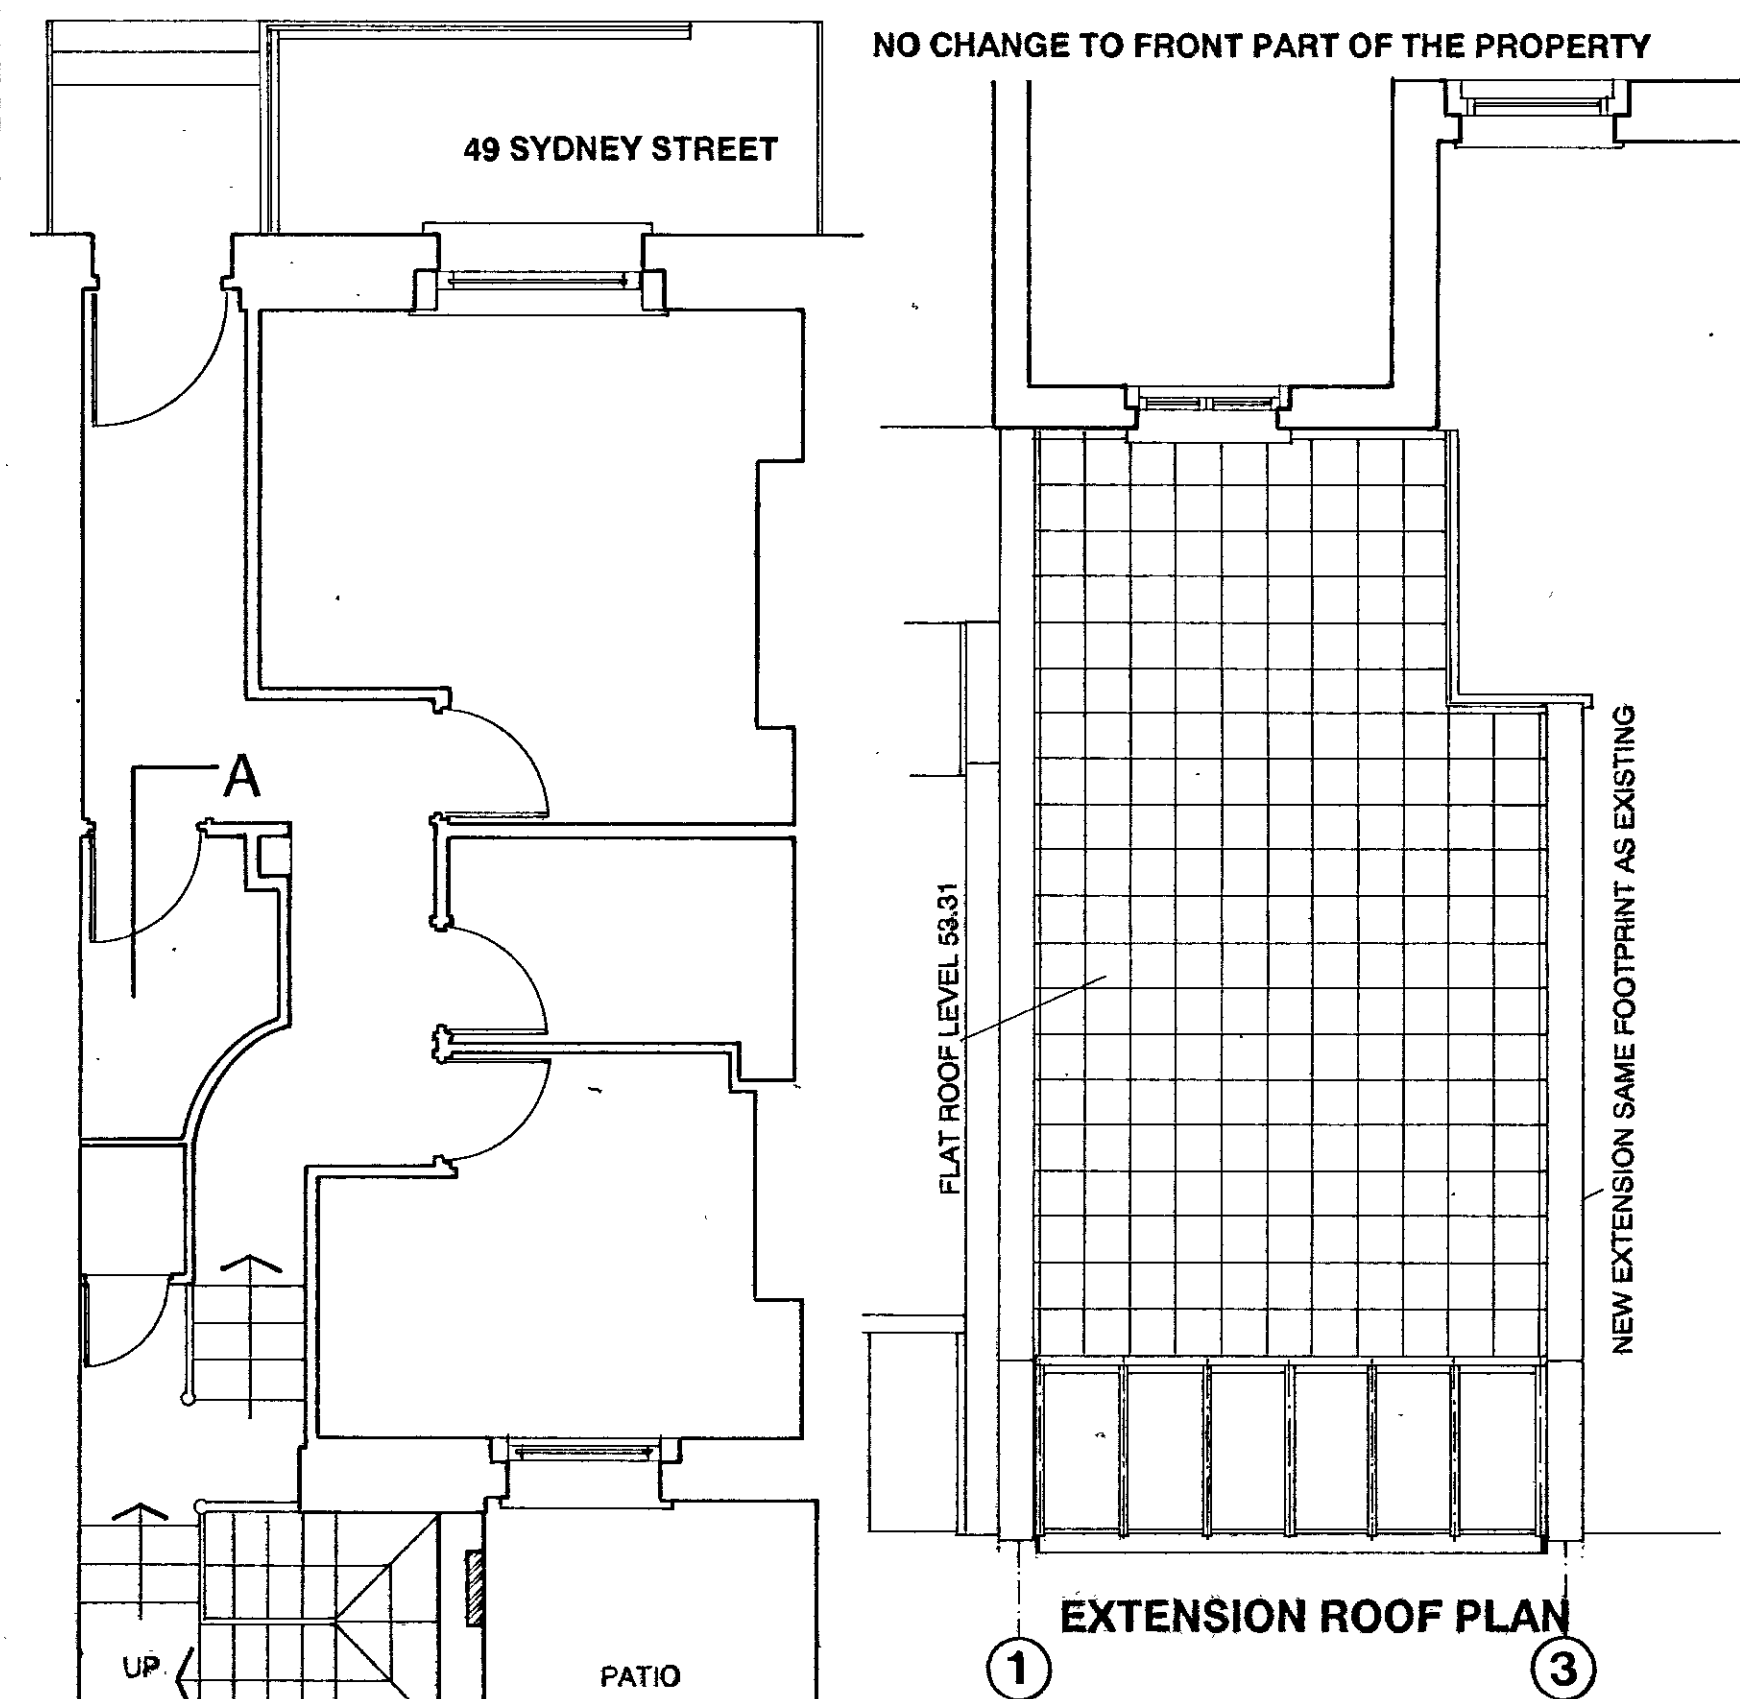 NO CHANGE TO FRONT PART OF THE PROPERTY
49 SYDNEY STREET
A
FLAT ROOF LEVEL 53.31
NEW EXTENSION SAME FOOTPRINT AS EXISTING
EXTENSION ROOF PLAN
UP
PATIO
1
3